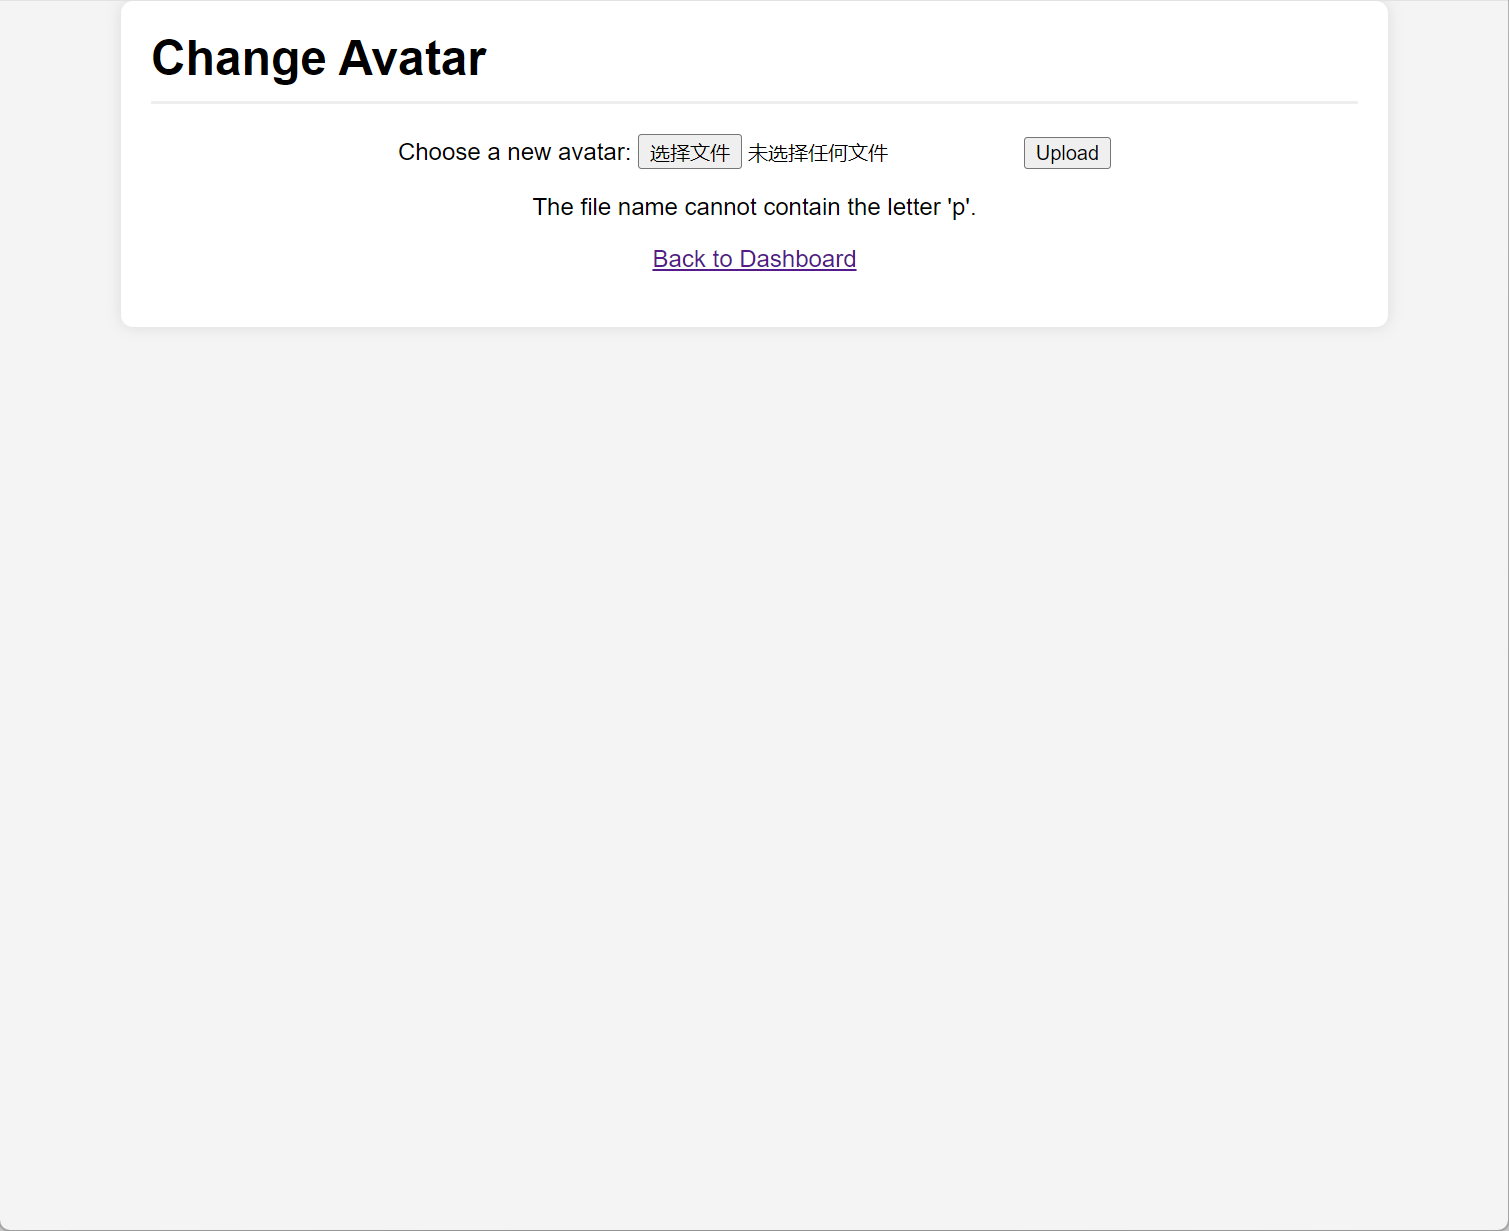 Change Avatar
Choose a new avatar: 选择文件 未选择任何文件 Upload
The file name cannot contain the letter 'p'.
Back to Dashboard